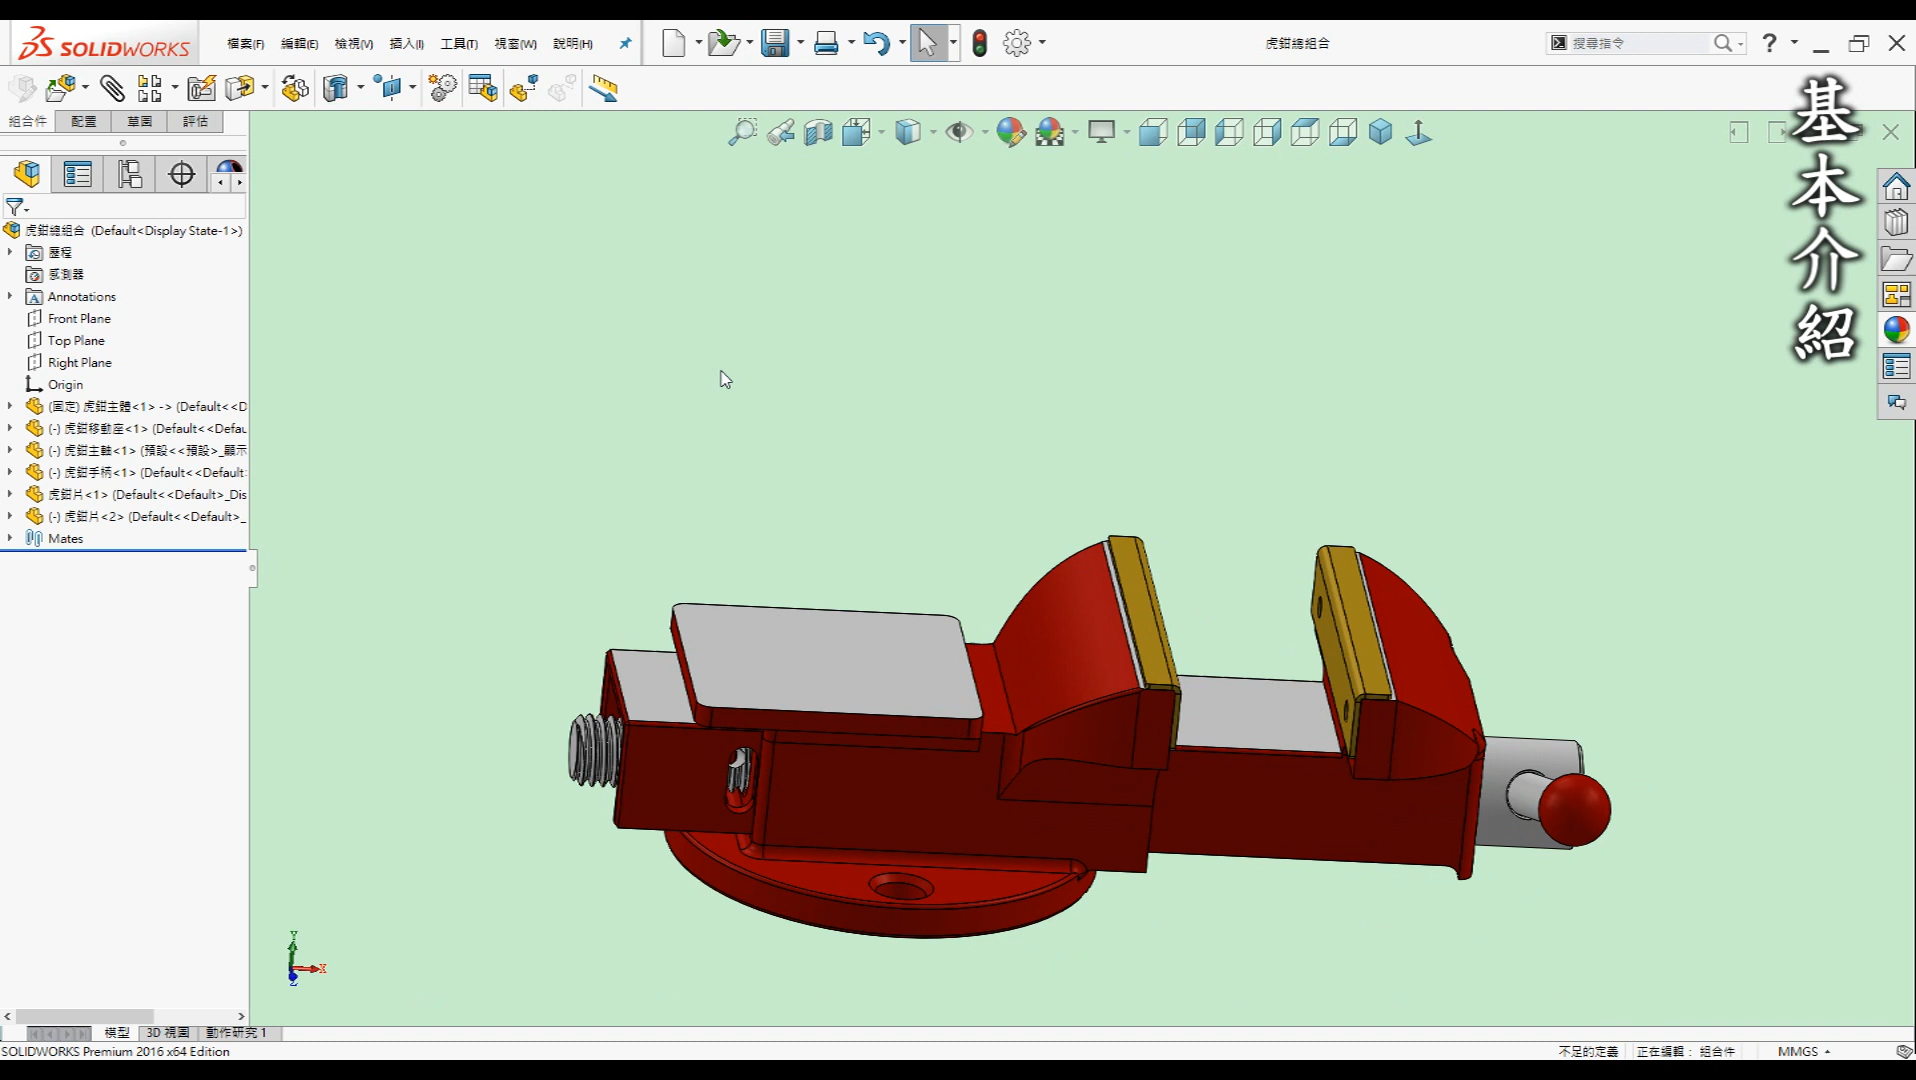 SOLIDWORKS
檔案(F) 編輯(E) 檢視(V) 插入(I) 工具(T) 視窗(W) 說明(H)
虎鉗總組合
搜尋指令
組合件 配置 草圖 評估
基本介紹
虎鉗總組合 (Default<Display State-1>)
歷程
感測器
Annotations
Front Plane
Top Plane
Right Plane
Origin
(固定) 虎鉗主體<1> -> (Default<<D
(-) 虎鉗移動座<1> (Default<<Defau
(-) 虎鉗主軸<1> (預設<<預設>_顯示
(-) 虎鉗手柄<1> (Default<<Default
虎鉗片<1> (Default<<Default>_Dis
(-) 虎鉗片<2> (Default<<Default>_
Mates
Y
X
Z
模型 3D 視圖 動作研究 1
SOLIDWORKS Premium 2016 x64 Edition
不足的定義 正在編輯： 組合件 MMGS